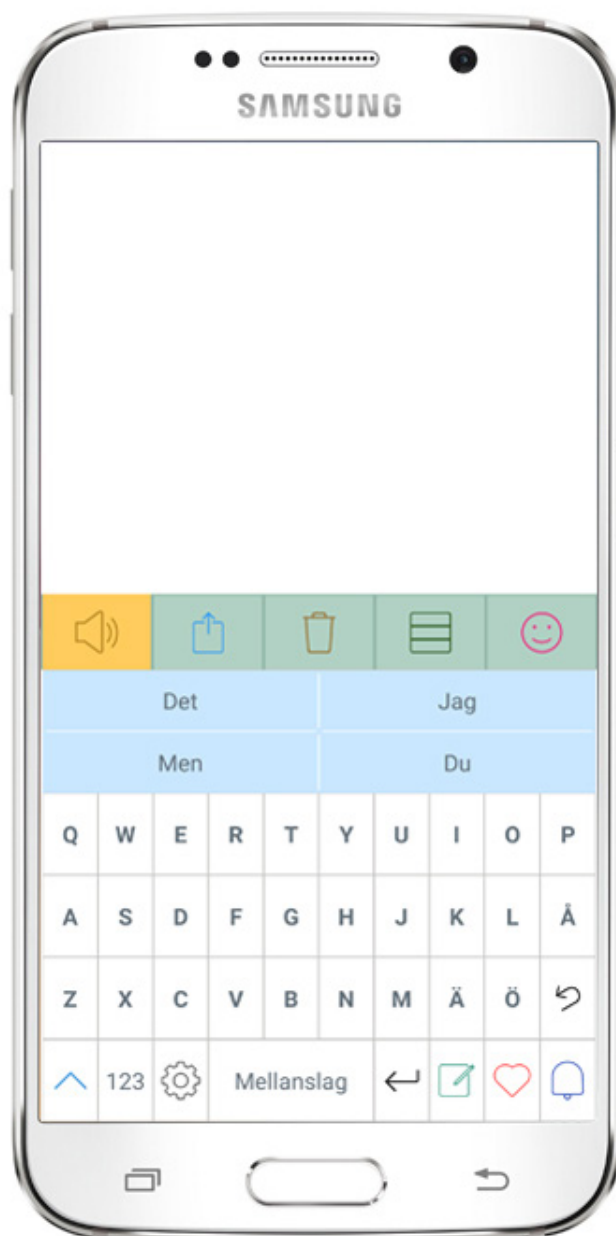 SAMSUNG
Det Jag
Men Du
Q W E R T Y U I O P
A S D F G H J K L Å
Z X C V B N M Ä Ö
123 Mellanslag